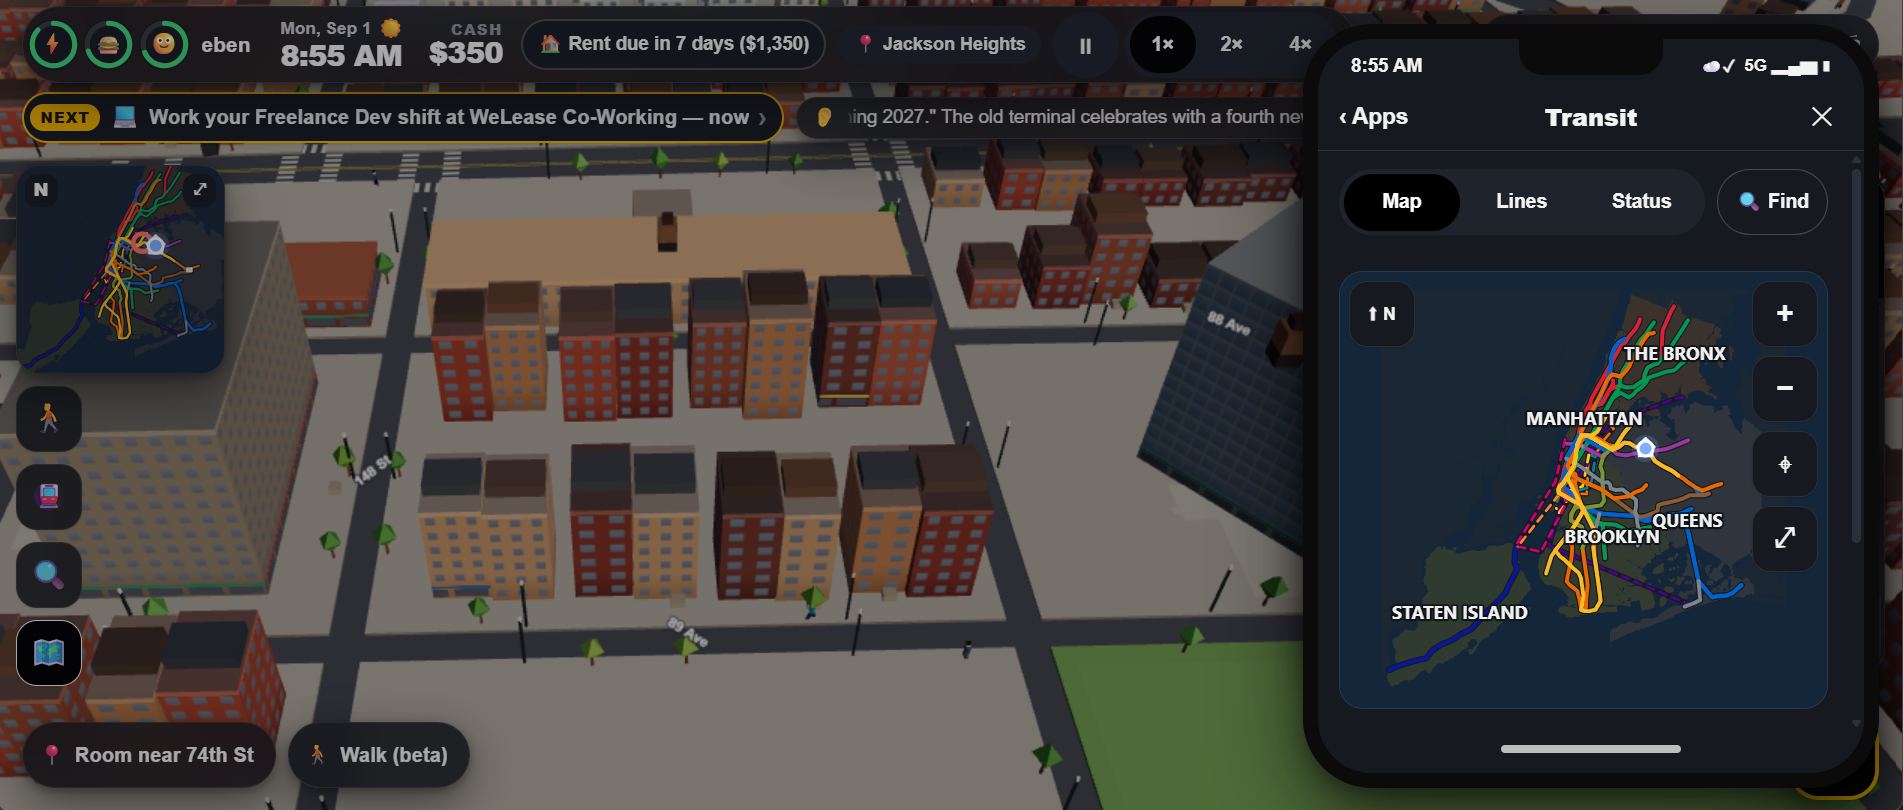 eben
Mon, Sep 1
8:55 AM
CASH
$350
Rent due in 7 days ($1,350)
Jackson Heights
1×
2×
4×
NEXT
Work your Freelance Dev shift at WeLease Co-Working — now ›
ing 2027." The old terminal celebrates with a fourth
N
88 Ave
148 St
89 Ave
Room near 74th St
Walk (beta)
8:55 AM
5G
‹ Apps
Transit
Map
Lines
Status
Find
N
THE BRONX
MANHATTAN
QUEENS
BROOKLYN
STATEN ISLAND